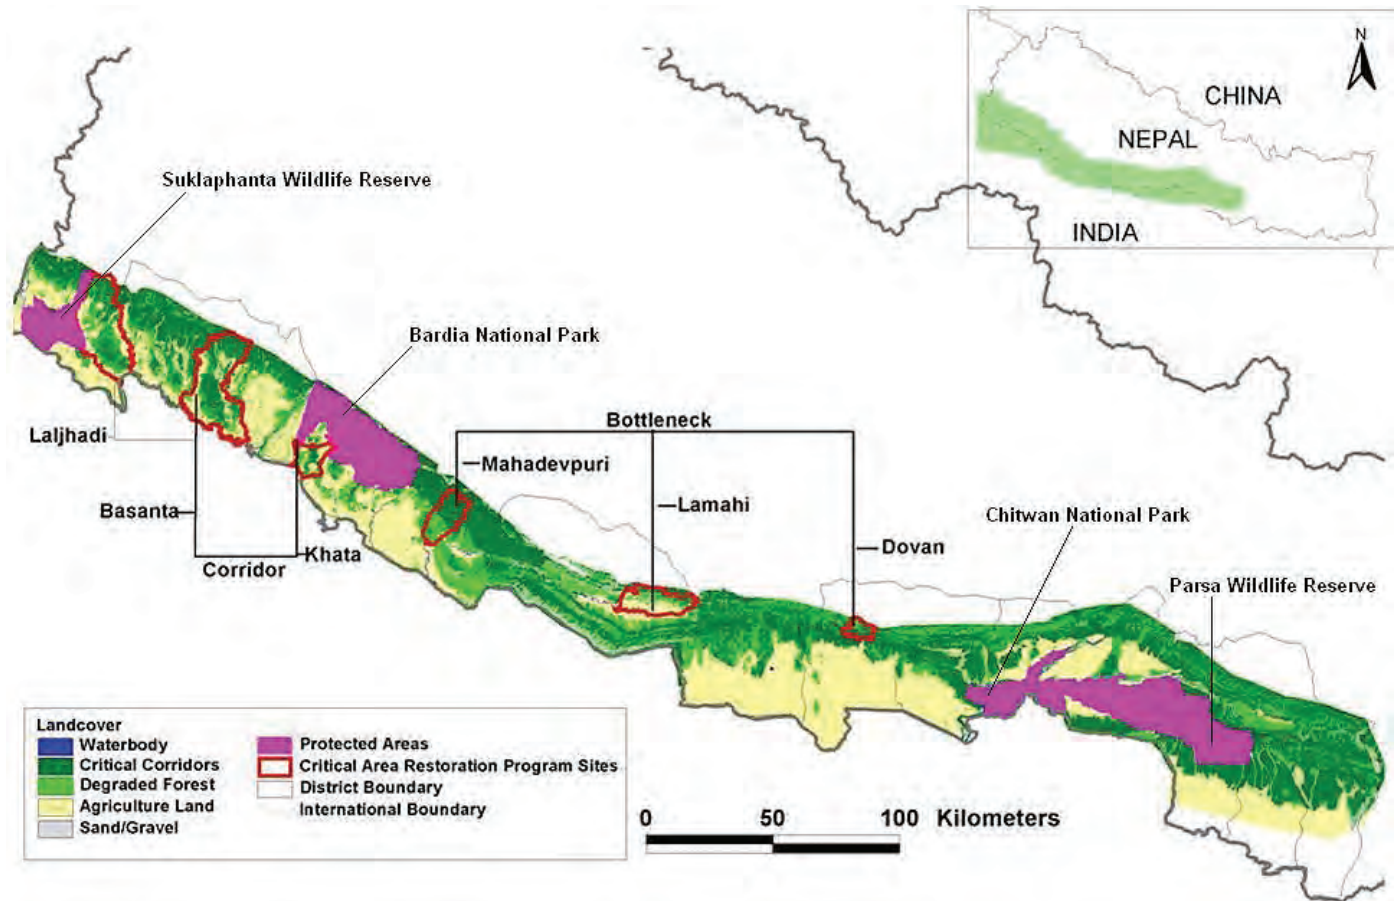 N
CHINA
NEPAL
INDIA
Suklaphanta Wildlife Reserve
Bardia National Park
Bottleneck
Laljhadi
Mahadevpuri
Lamahi
Basanta
Chitwan National Park
Khata
Corridor
Dovan
Parsa Wildlife Reserve
Landcover
Waterbody
Critical Corridors
Degraded Forest
Agriculture Land
Sand/Gravel
Protected Areas
Critical Area Restoration Program Sites
District Boundary
International Boundary
0 50 100 Kilometers